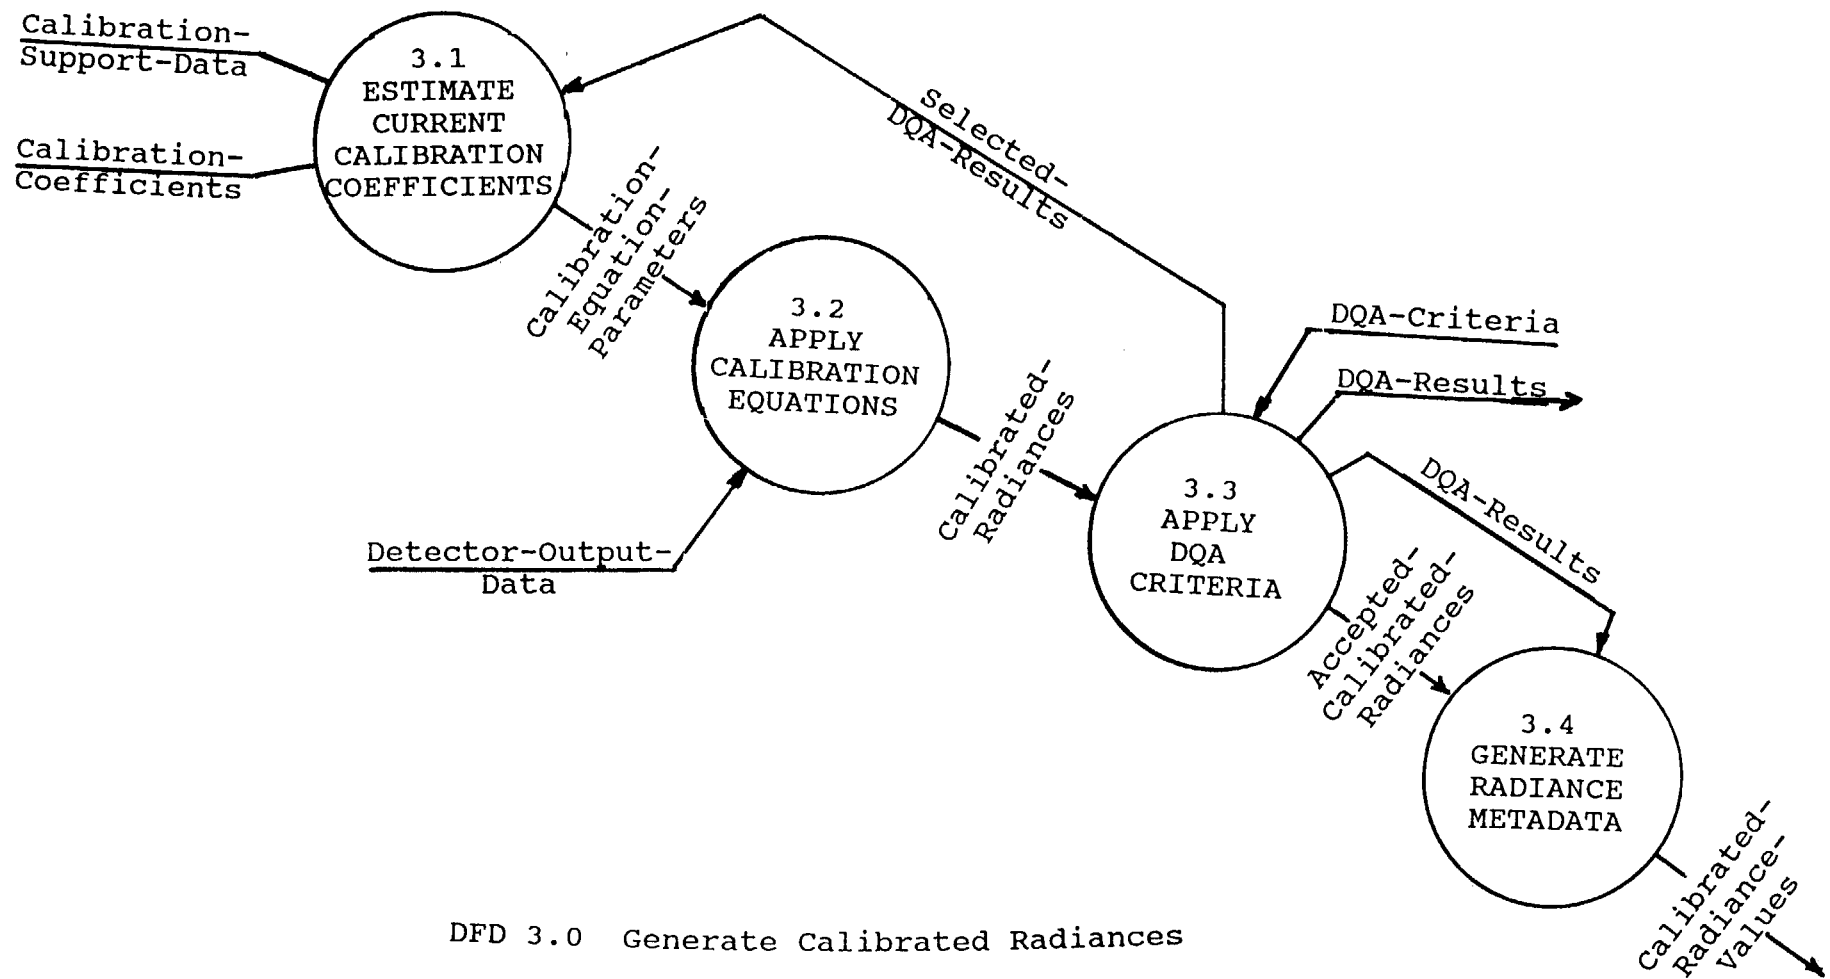 Calibration-
Support-Data
Calibration-
Coefficients
3.1
ESTIMATE
CURRENT
CALIBRATION
COEFFICIENTS
Selected-
DQA-Results
Calibration-
Equation-
Parameters
3.2
APPLY
CALIBRATION
EQUATIONS
Detector-Output-
Data
Calibrated-
Radiances
DQA-Criteria
DQA-Results
DQA-Results
3.3
APPLY
DQA
CRITERIA
Accepted-
Calibrated-
Radiances
3.4
GENERATE
RADIANCE
METADATA
Calibrated-
Radiance-
Values
DFD 3.0 Generate Calibrated Radiances